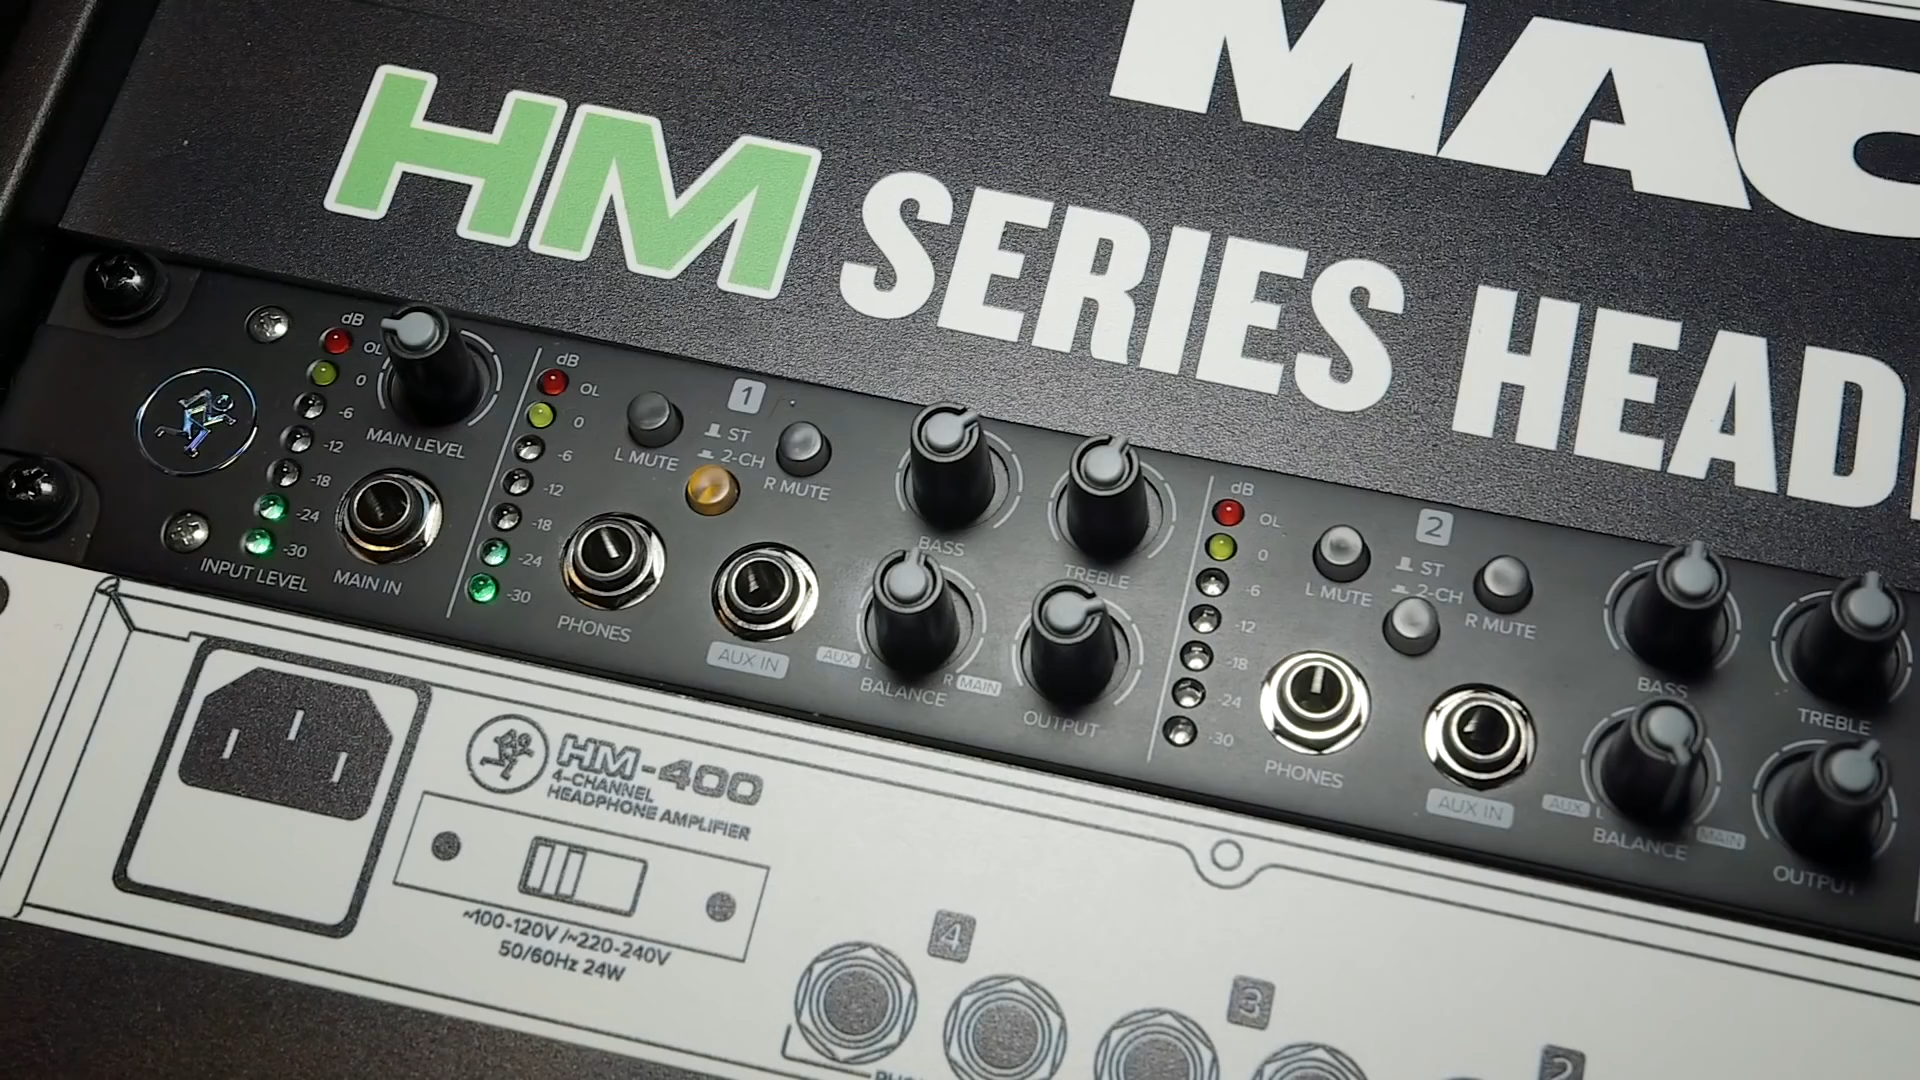 MAC
HM SERIES HEAD
dB
OL
0
-6
-12
-18
-24
-30
INPUT LEVEL
MAIN LEVEL
MAIN IN
dB
OL
0
-6
-12
-18
-24
-30
1
L MUTE
ST
2-CH
R MUTE
PHONES
AUX IN
BASS
TREBLE
AUX L
R MAIN
BALANCE
OUTPUT
dB
OL
0
-6
-12
-18
-24
-30
2
L MUTE
ST
2-CH
R MUTE
PHONES
AUX IN
BASS
TREBLE
AUX L
MAIN
BALANCE
OUTPUT
HM-400
4-CHANNEL
HEADPHONE AMPLIFIER
~100-120V /~220-240V
50/60Hz 24W
4
3
2